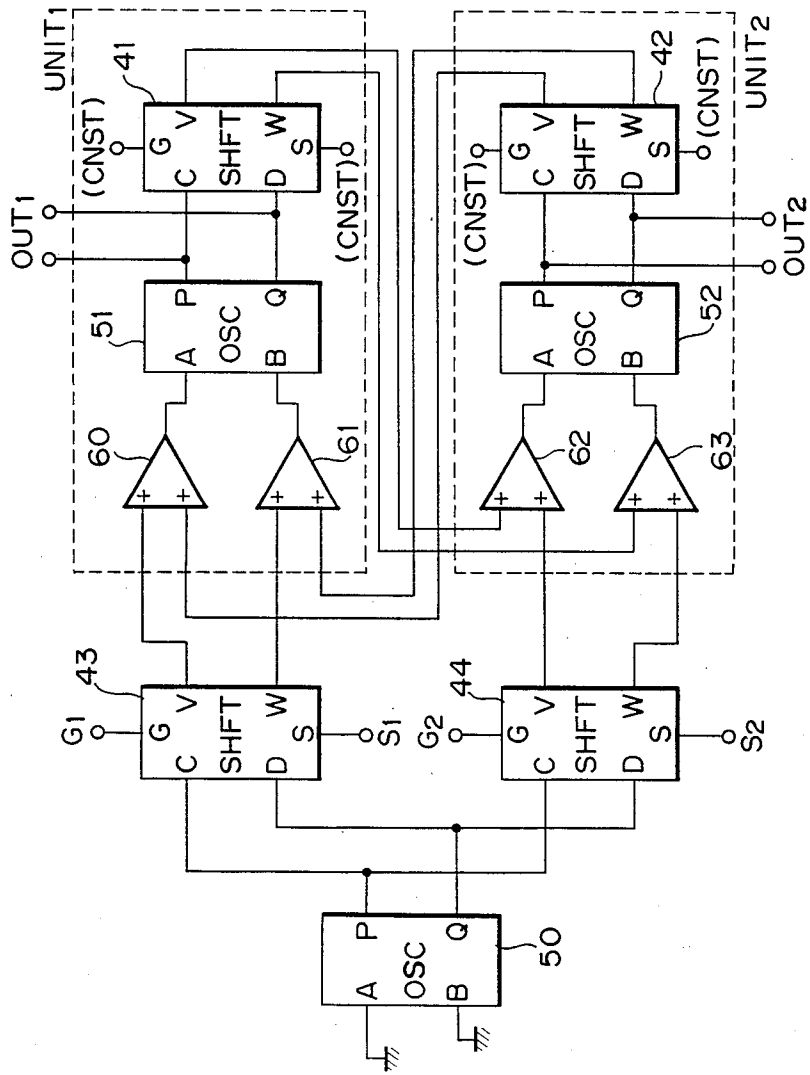 UNIT1
41
(CNST)
G
V
C
SHFT
D
W
S
(CNST)
OUT1
51
P
A
OSC
Q
B
60
+
+
61
+
+
43
G1
G
V
C
SHFT
D
W
S
S1
UNIT2
42
(CNST)
G
V
C
SHFT
D
W
S
(CNST)
OUT2
52
P
A
OSC
Q
B
62
+
+
63
+
+
44
G2
G
V
C
SHFT
D
W
S
S2
P
A
OSC
Q
B
50